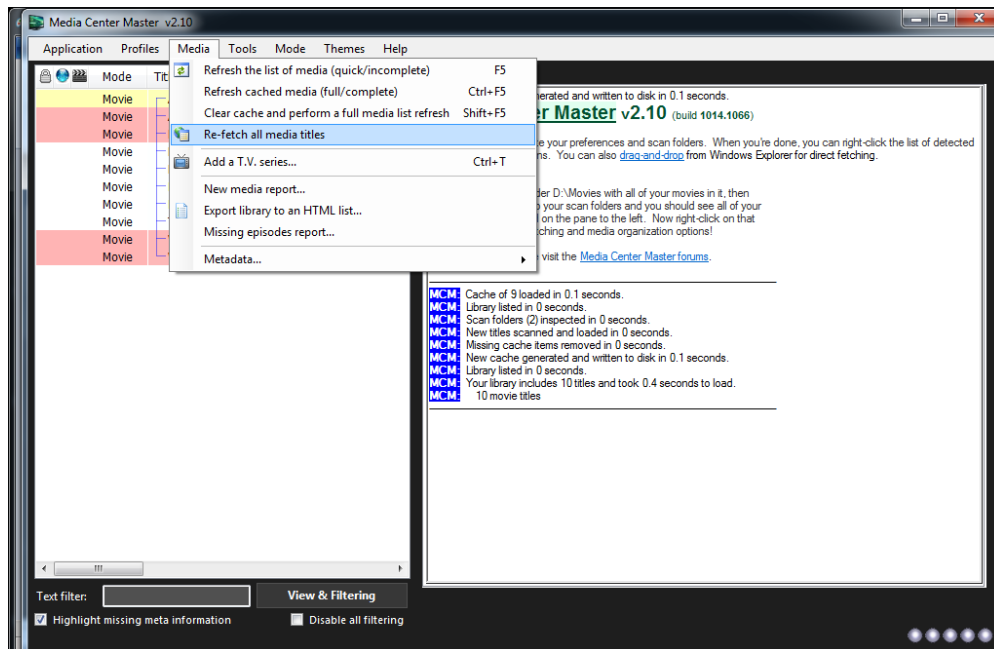 Media Center Master v2.10
Application Profiles Media Tools Mode Themes Help
Mode Tit
Refresh the list of media (quick/incomplete) F5
Refresh cached media (full/complete) Ctrl+F5
Clear cache and perform a full media list refresh Shift+F5
Re-fetch all media titles
Add a T.V. series... Ctrl+T
New media report...
Export library to an HTML list...
Missing episodes report...
Metadata...
Movie
Movie
Movie
Movie
Movie
Movie
Movie
Movie
Movie
Movie
nerated and written to disk in 0.1 seconds.
r Master v2.10 (build 1014.1066)
e your preferences and scan folders. When you're done, you can right-click the list of detected
ns. You can also drag-and-drop from Windows Explorer for direct fetching.
der D:\Movies with all of your movies in it, then
o your scan folders and you should see all of your
d on the pane to the left. Now right-click on that
tching and media organization options!
visit the Media Center Master forums.
MCM: Cache of 9 loaded in 0.1 seconds.
MCM: Library listed in 0 seconds.
MCM: Scan folders (2) inspected in 0 seconds.
MCM: New titles scanned and loaded in 0 seconds.
MCM: Missing cache items removed in 0 seconds.
MCM: New cache generated and written to disk in 0.1 seconds.
MCM: Library listed in 0 seconds.
MCM: Your library includes 10 titles and took 0.4 seconds to load.
MCM: 10 movie titles
Text filter:
View & Filtering
Highlight missing meta information
Disable all filtering